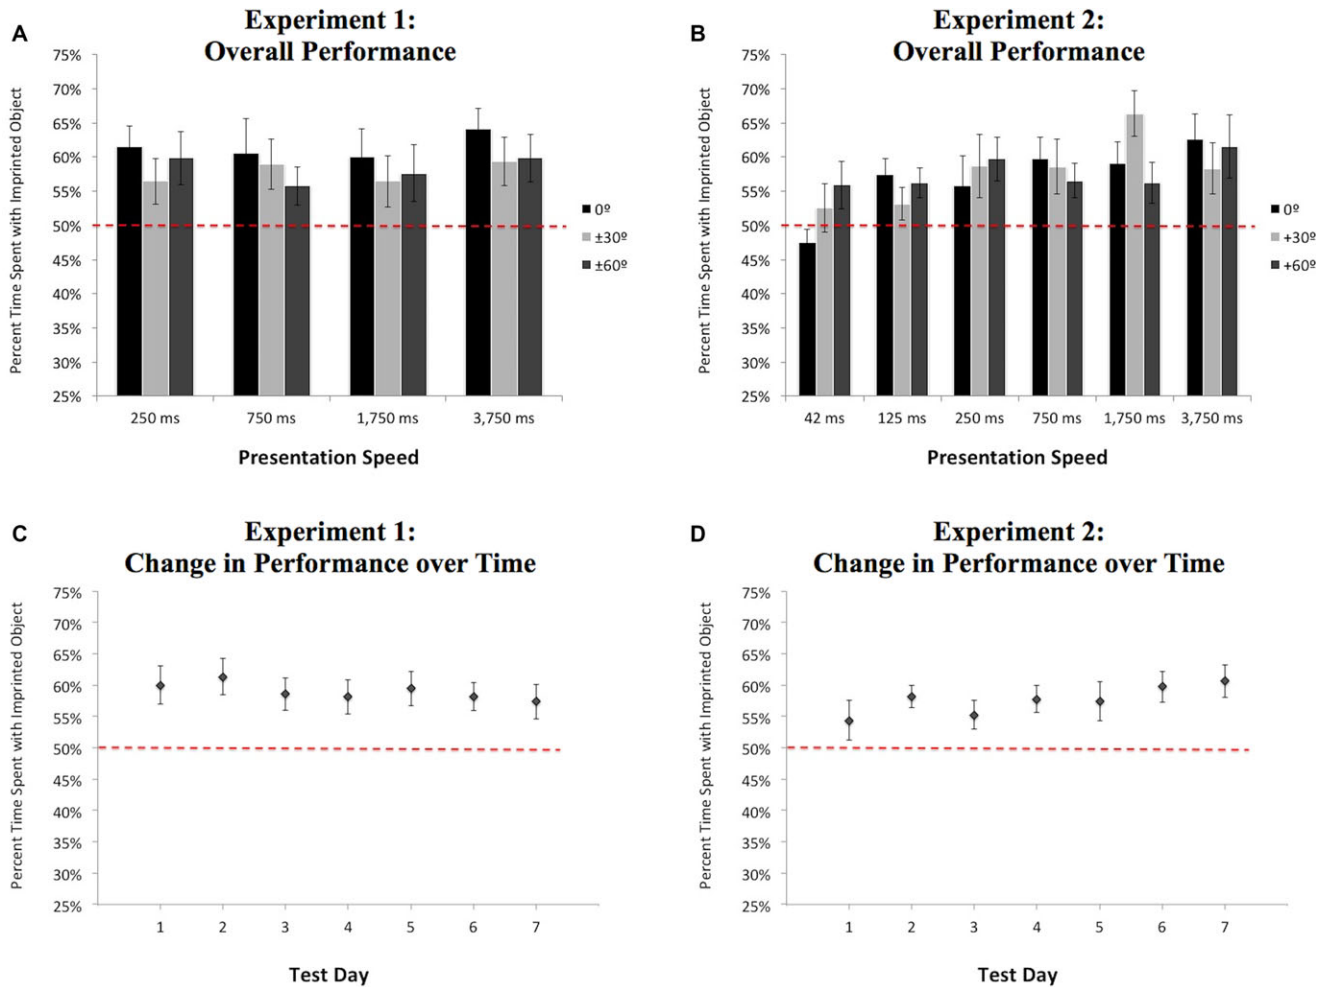 A
Experiment 1:
Overall Performance
Percent Time Spent with Imprinted Object
75%
70%
65%
60%
55%
50%
45%
40%
35%
30%
25%
250 ms 750 ms 1,750 ms 3,750 ms
Presentation Speed
0º
±30º
±60º
B
Experiment 2:
Overall Performance
Percent Time Spent with Imprinted Object
75%
70%
65%
60%
55%
50%
45%
40%
35%
30%
25%
42 ms 125 ms 250 ms 750 ms 1,750 ms 3,750 ms
Presentation Speed
0º
+30º
+60º
C
Experiment 1:
Change in Performance over Time
Percent Time Spent with Imprinted Object
75%
70%
65%
60%
55%
50%
45%
40%
35%
30%
25%
1 2 3 4 5 6 7
Test Day
D
Experiment 2:
Change in Performance over Time
Percent Time Spent with Imprinted Object
75%
70%
65%
60%
55%
50%
45%
40%
35%
30%
25%
1 2 3 4 5 6 7
Test Day